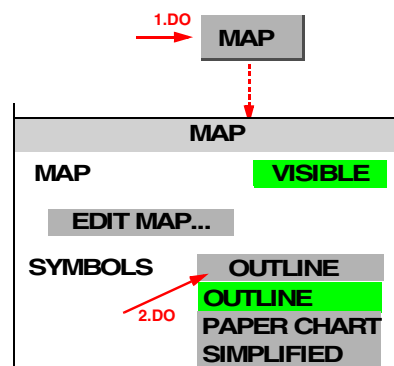 1.DO
MAP
MAP
MAP VISIBLE
EDIT MAP...
SYMBOLS OUTLINE
OUTLINE
2.DO
PAPER CHART
SIMPLIFIED